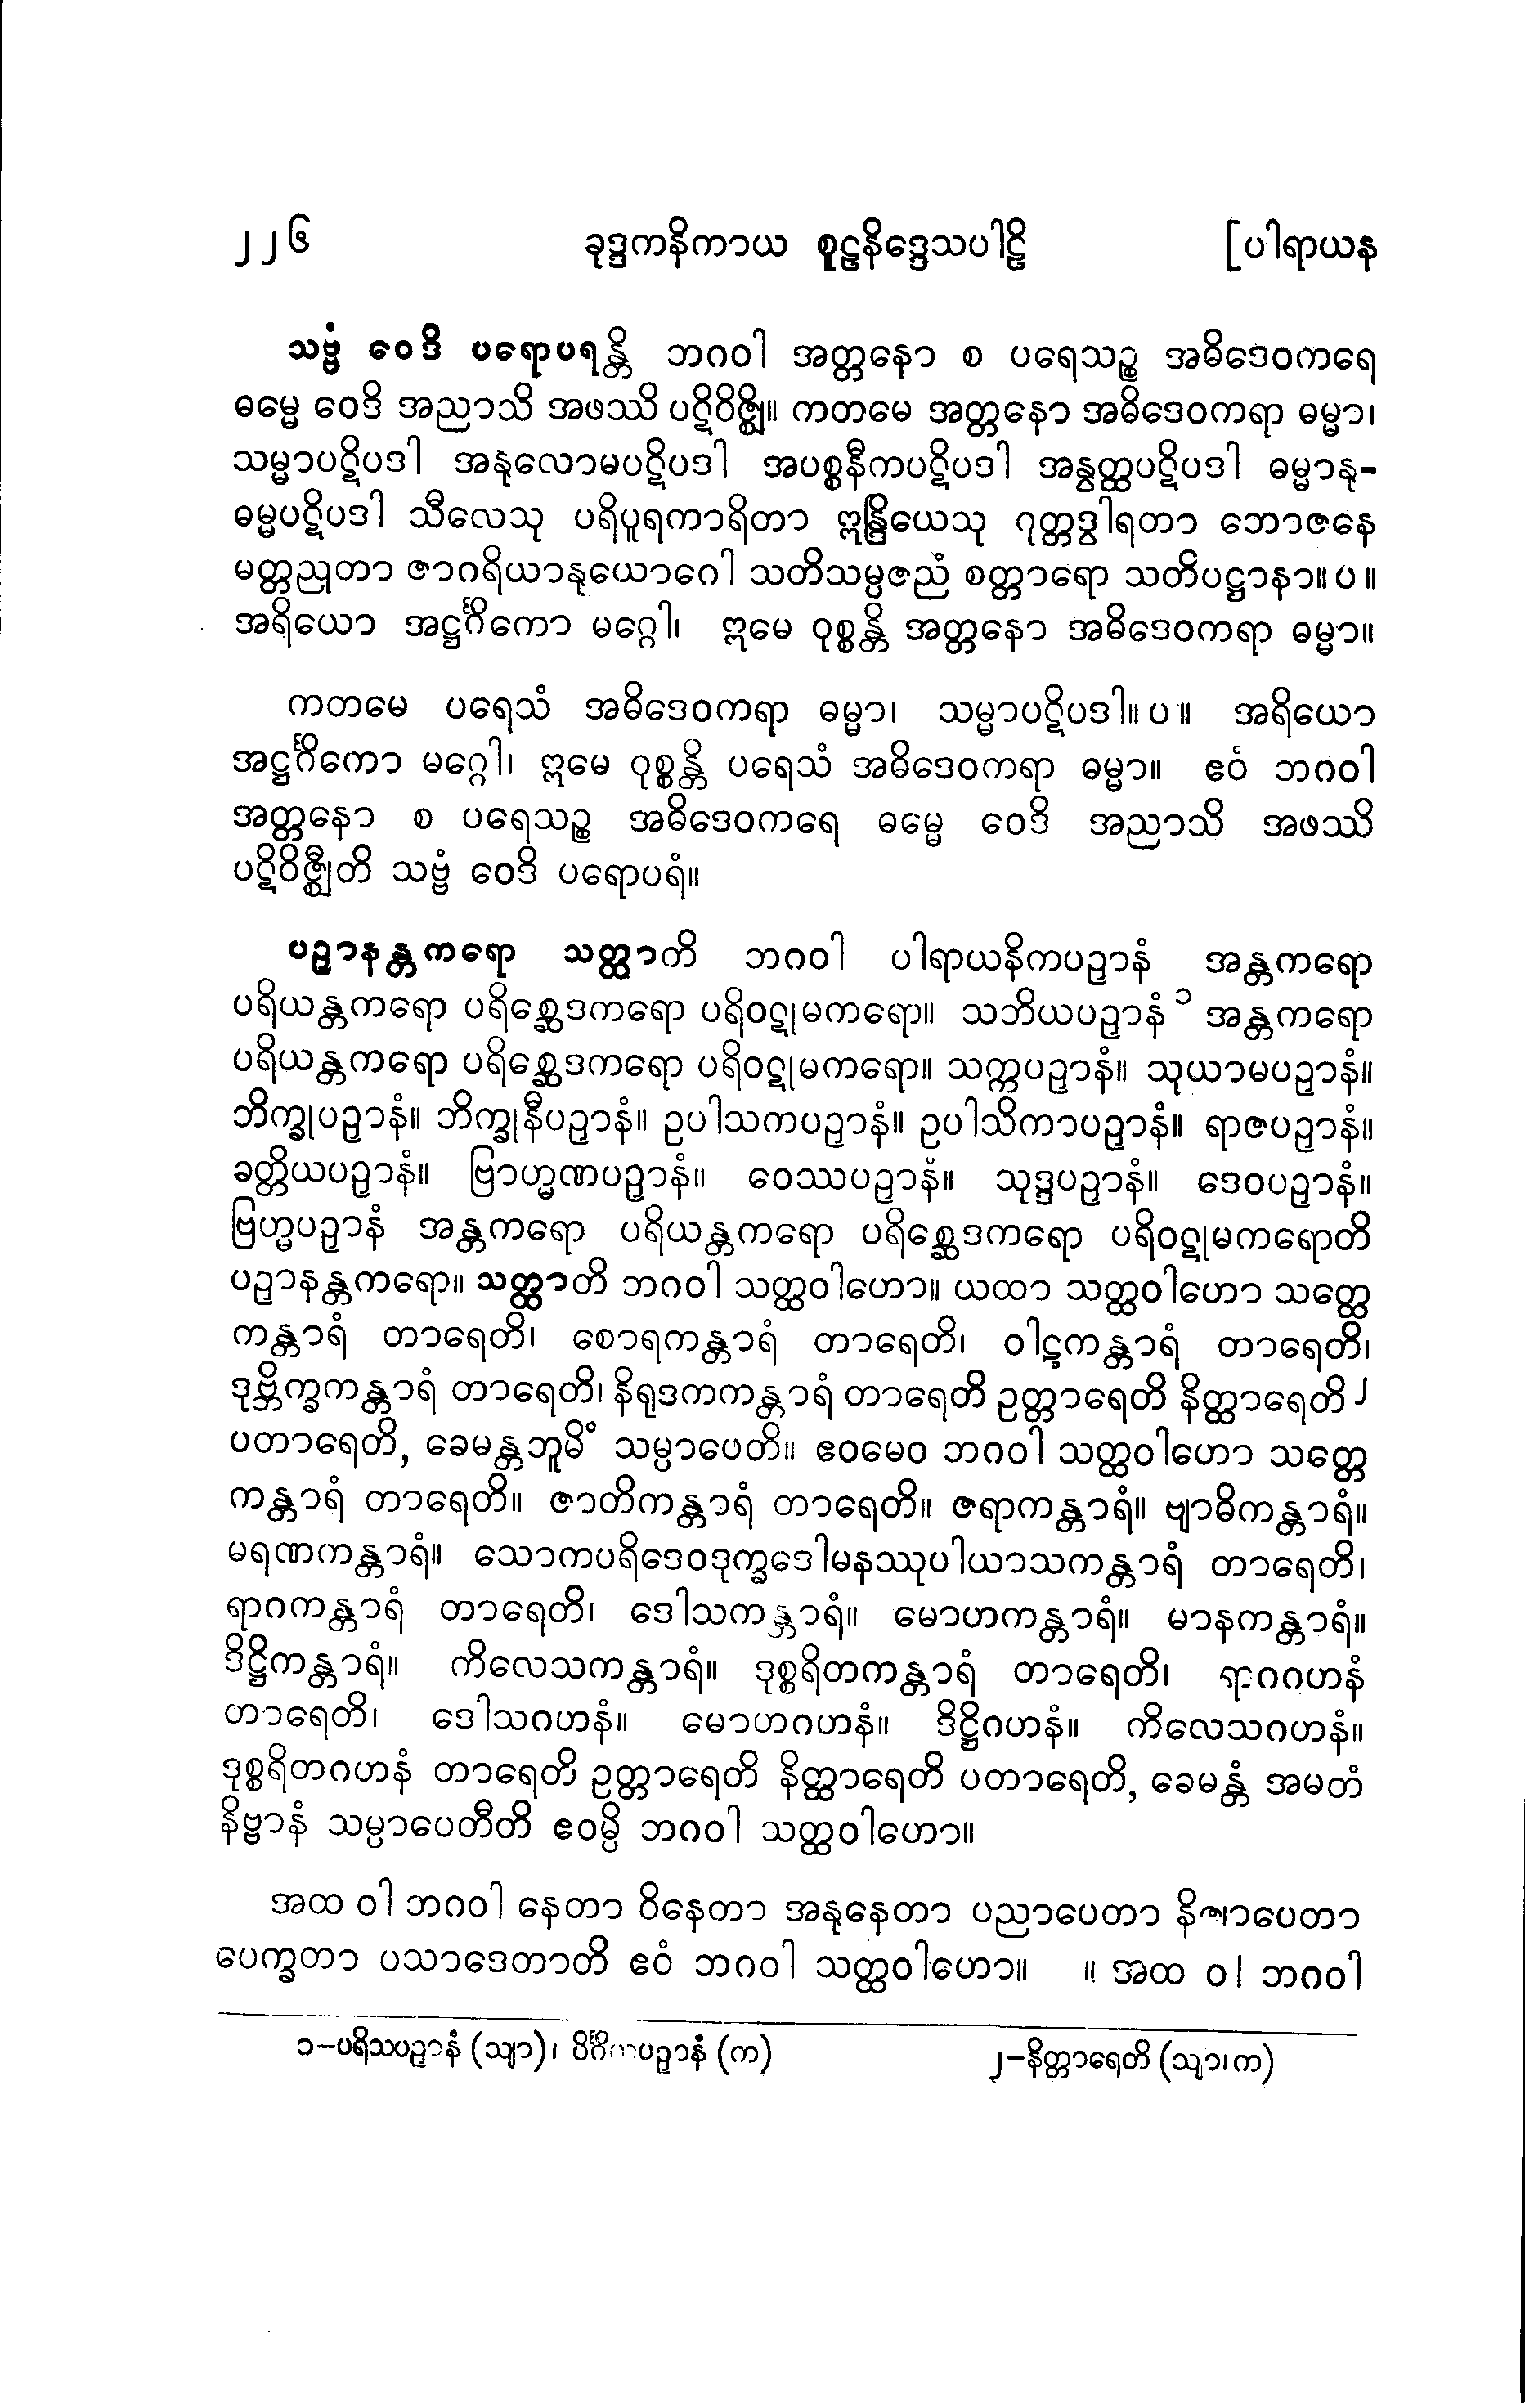 ၂၂၆ ခုဒ္ဒကနိကာယ စူဠနိဒ္ဒေသပါဠိ [ပါရာယန
သဗ္ဗံ ဝေဒိ ပရောပရန္တိ ဘဂဝါ အတ္တနော စ ပရေသဉ္စ အဓိဒေဝကရေ
ဓမ္မေ ဝေဒိ အညာသိ အဖဿိ ပဋိဝိဇ္ဈိ။ ကတမေ အတ္တနော အဓိဒေဝကရာ ဓမ္မာ၊
သမ္မာပဋိပဒါ အနုလောမပဋိပဒါ အပစ္စနီကပဋိပဒါ အနွတ္ထပဋိပဒါ ဓမ္မာနု-
ဓမ္မပဋိပဒါ သီလေသု ပရိပူရကာရိတာ ဣန္ဒြိယေသု ဂုတ္တဒွါရတာ ဘောဇနေ
မတ္တညုတာ ဇာဂရိယာနုယောဂေါ သတိသမ္ပဇညံ စတ္တာရော သတိပဋ္ဌာနာ။ပ။
အရိယော အဋ္ဌင်္ဂိကော မဂ္ဂေါ၊ ဣမေ ဝုစ္စန္တိ အတ္တနော အဓိဒေဝကရာ ဓမ္မာ။
ကတမေ ပရေသံ အဓိဒေဝကရာ ဓမ္မာ၊ သမ္မာပဋိပဒါ။ပ။ အရိယော
အဋ္ဌင်္ဂိကော မဂ္ဂေါ၊ ဣမေ ဝုစ္စန္တိ ပရေသံ အဓိဒေဝကရာ ဓမ္မာ။ ဧဝံ ဘဂဝါ
အတ္တနော စ ပရေသဉ္စ အဓိဒေဝကရေ ဓမ္မေ ဝေဒိ အညာသိ အဖဿိ
ပဋိဝိဇ္ဈီတိ သဗ္ဗံ ဝေဒိ ပရောပရံ။
ပဉှာနန္တကရော သတ္ထာကိ ဘဂဝါ ပါရာယနိကပဉှာနံ အန္တကရော
ပရိယန္တကရော ပရိစ္ဆေဒကရော ပရိဝဋုမကရော။ သဘိယပဉှာနံ ၁ အန္တကရော
ပရိယန္တကရော ပရိစ္ဆေဒကရော ပရိဝဋုမကရော။ သက္ကပဉှာနံ။ သုယာမပဉှာနံ။
ဘိက္ခုပဉှာနံ။ ဘိက္ခုနီပဉှာနံ။ ဥပါသကပဉှာနံ။ ဥပါသိကာပဉှာနံ။ ရာဇပဉှာနံ။
ခတ္တိယပဉှာနံ။ ဗြာဟ္မဏပဉှာနံ။ ဝေဿပဉှာနံ။ သုဒ္ဒပဉှာနံ။ ဒေဝပဉှာနံ။
ဗြဟ္မပဉှာနံ အန္တကရော ပရိယန္တကရော ပရိစ္ဆေဒကရော ပရိဝဋုမကရောတိ
ပဉှာနန္တကရော။ သတ္ထာတိ ဘဂဝါ သတ္ထဝါဟော။ ယထာ သတ္ထဝါဟော သတ္ထေ
ကန္တာရံ တာရေတိ၊ စောရကန္တာရံ တာရေတိ၊ ဝါဠကန္တာရံ တာရေတိ၊
ဒုဗ္ဘိက္ခကန္တာရံ တာရေတိ၊ နိရုဒကကန္တာရံ တာရေတိ ဥတ္တာရေတိ နိတ္ထာရေတိ ၂
ပတာရေတိ, ခေမန္တဘူမိံ သမ္ပာပေတိ။ ဧဝမေဝ ဘဂဝါ သတ္ထဝါဟော သတ္တေ
ကန္တာရံ တာရေတိ။ ဇာတိကန္တာရံ တာရေတိ။ ဇရာကန္တာရံ။ ဗျာဓိကန္တာရံ။
မရဏကန္တာရံ။ သောကပရိဒေဝဒုက္ခဒေါမနဿုပါယာသကန္တာရံ တာရေတိ၊
ရာဂကန္တာရံ တာရေတိ၊ ဒေါသကန္တာရံ။ မောဟကန္တာရံ။ မာနကန္တာရံ။
ဒိဋ္ဌိကန္တာရံ။ ကိလေသကန္တာရံ။ ဒုစ္စရိတကန္တာရံ တာရေတိ၊ ရာဂဂဟနံ
တာရေတိ၊ ဒေါသဂဟနံ။ မောဟဂဟနံ။ ဒိဋ္ဌိဂဟနံ။ ကိလေသဂဟနံ။
ဒုစ္စရိတဂဟနံ တာရေတိ ဥတ္တာရေတိ နိတ္ထာရေတိ ပတာရေတိ, ခေမန္တံ အမတံ
နိဗ္ဗာနံ သမ္ပာပေတီတိ ဧဝမ္ပိ ဘဂဝါ သတ္ထဝါဟော။
အထ ဝါ ဘဂဝါ နေတာ ဝိနေတာ အနုနေတာ ပညာပေတာ နိဇ္ဈာပေတာ
ပေက္ခတာ ပသာဒေတာတိ ဧဝံ ဘဂဝါ သတ္ထဝါဟော။ ။ အထ ဝါ ဘဂဝါ
၁-ပရိသပဉှာနံ (သျာ)၊ ပိင်္ဂိယပဉှာနံ (က) ၂-နိတ္တာရေတိ (သျာ၊က)